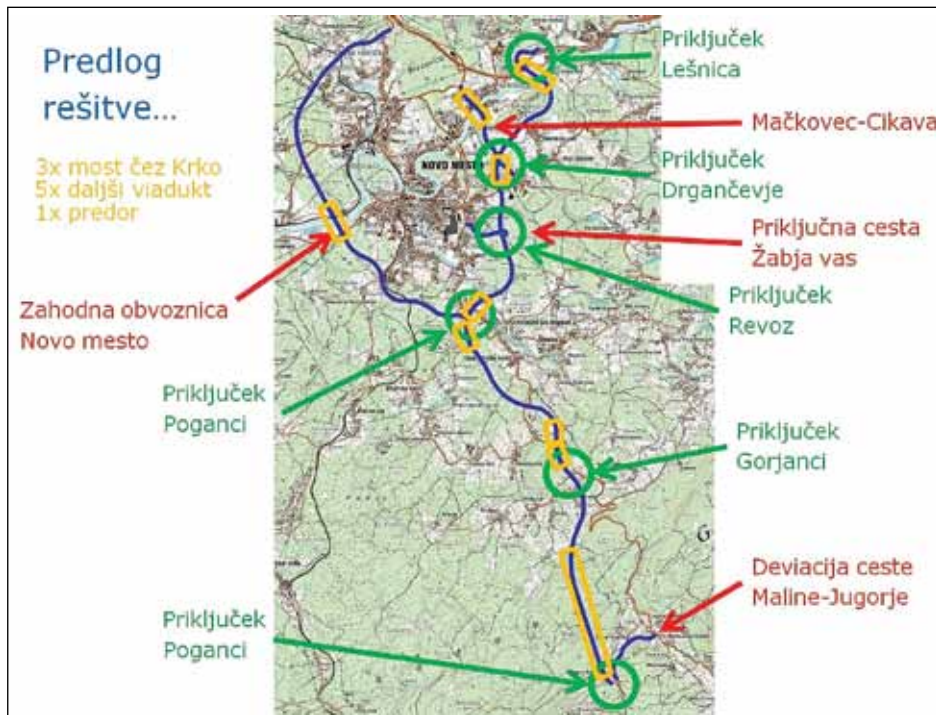 Predlog
rešitve...
3x most čez Krko
5x daljši viadukt
1x predor
Priključek
Lešnica
Mačkovec-Cikava
Priključek
Drgančevje
Priključna cesta
Žabja vas
Priključek
Revoz
Zahodna obvoznica
Novo mesto
Priključek
Poganci
Priključek
Gorjanci
Deviacija ceste
Maline-Jugorje
Priključek
Poganci
NOVO MESTO